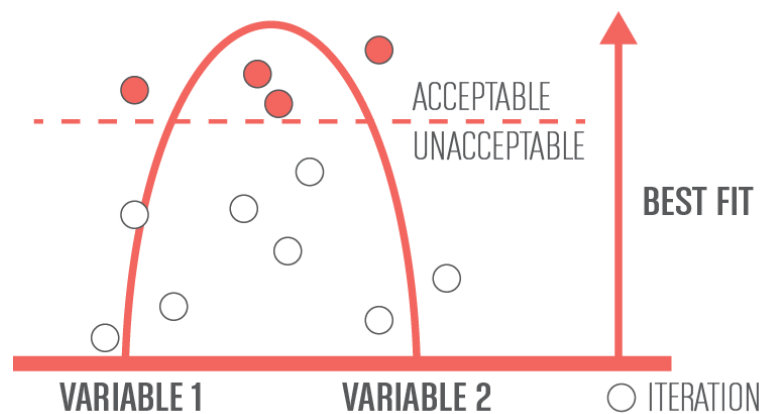 ACCEPTABLE
UNACCEPTABLE
BEST FIT
VARIABLE 1
VARIABLE 2
ITERATION